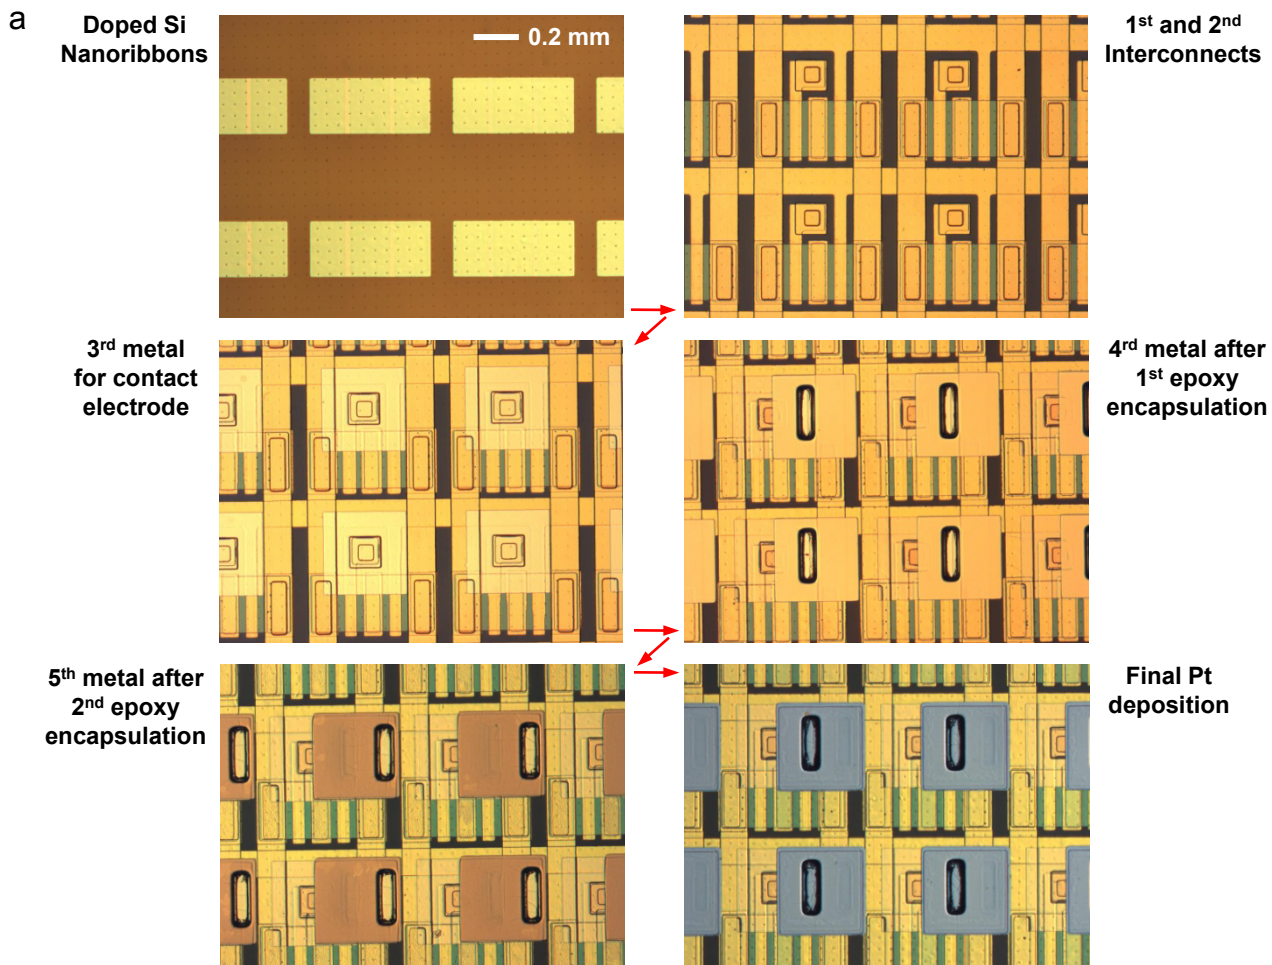 a
Doped Si
Nanoribbons
0.2 mm
1st and 2nd
Interconnects
3rd metal
for contact
electrode
4rd metal after
1st epoxy
encapsulation
5th metal after
2nd epoxy
encapsulation
Final Pt
deposition